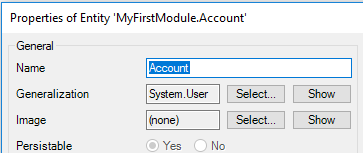 Properties of Entity 'MyFirstModule.Account'
General
Name Account
Generalization System.User Select... Show
Image (none) Select... Show
Persistable Yes No